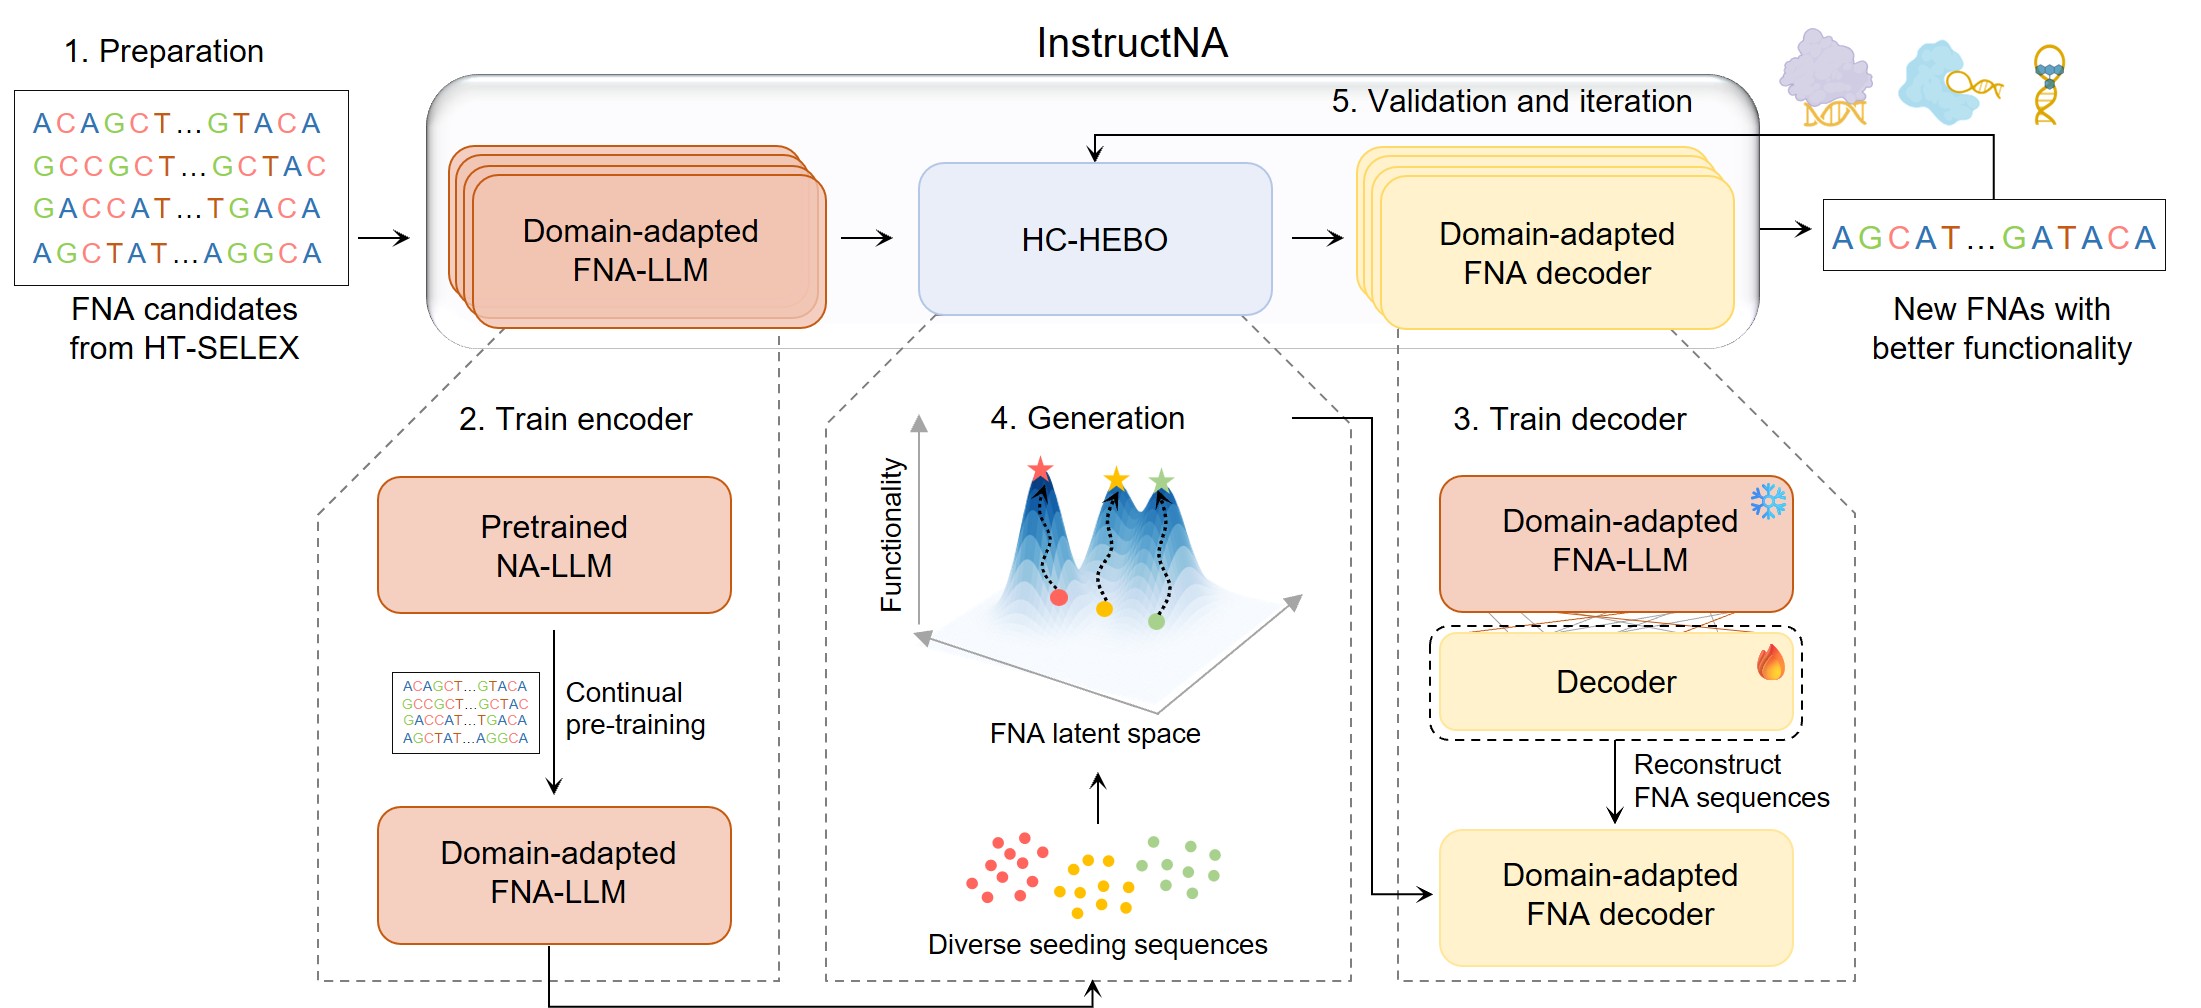 InstructNA
1. Preparation
ACAGCT...GTACA
GCCGCT...GCTAC
GACCAT...TGACA
AGCTAT...AGGCA
FNA candidates
from HT-SELEX
Domain-adapted
FNA-LLM
HC-HEBO
5. Validation and iteration
Domain-adapted
FNA decoder
AGCAT...GATACA
New FNAs with
better functionality
2. Train encoder
Pretrained
NA-LLM
ACAGCT...GTACA
GCCGCT...GCTAC
GACCAT...TGACA
AGCTAT...AGGCA
Continual
pre-training
Domain-adapted
FNA-LLM
4. Generation
Functionality
FNA latent space
Diverse seeding sequences
3. Train decoder
Domain-adapted
FNA-LLM
Decoder
Reconstruct
FNA sequences
Domain-adapted
FNA decoder